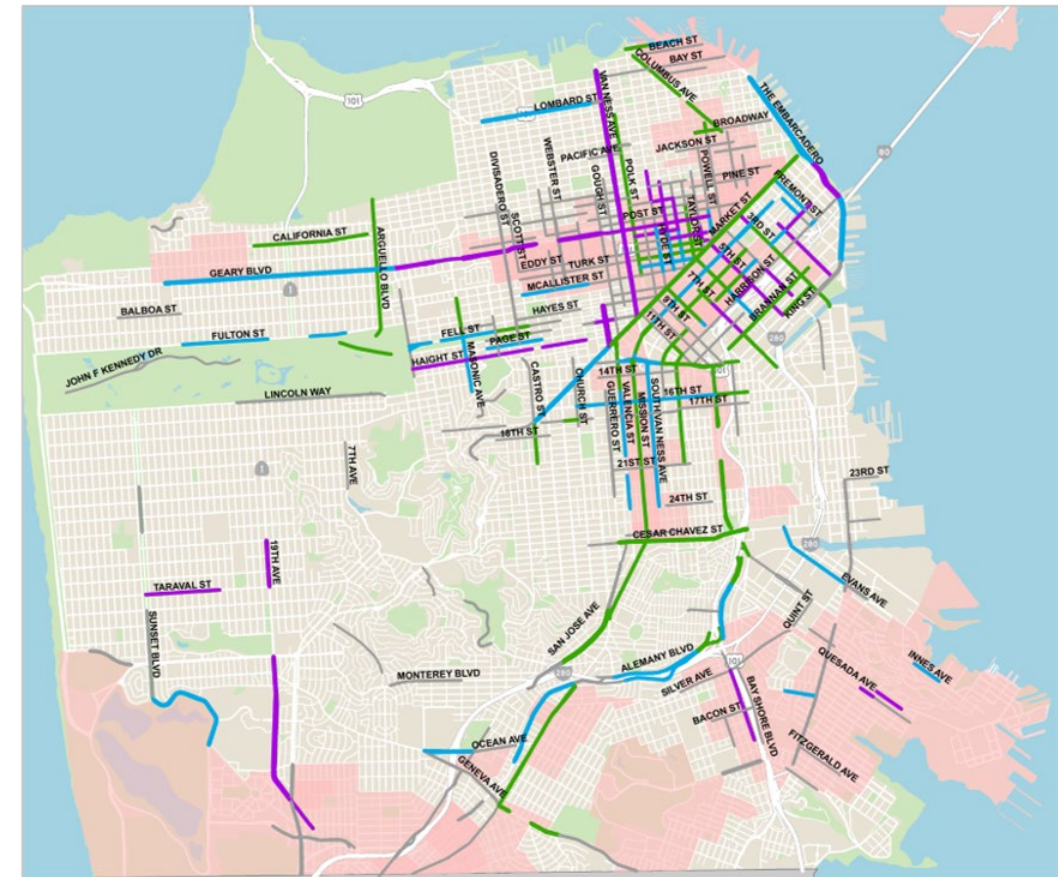 BEACH ST
BAY ST
COLUMBUS AVE
VAN NESS AVE
THE EMBARCADERO
101
LOMBARD ST
BROADWAY
JACKSON ST
PACIFIC AVE
80
DIVISADERO ST
WEBSTER ST
GOUGH ST
POLK ST
POWELL ST
PINE ST
FREMONT ST
SCOTT ST
POST ST
TAYLOR ST
MARKET ST
3RD ST
CALIFORNIA ST
ARGUELLO BLVD
HYDE ST
5TH ST
EDDY ST
TURK ST
GEARY BLVD
MCALLISTER ST
7TH ST
HARRISON ST
1
BRANNAN ST
KING ST
BALBOA ST
HAYES ST
9TH ST
11TH ST
FULTON ST
FELL ST
PAGE ST
280
JOHN F KENNEDY DR
HAIGHT ST
MASONIC AVE
14TH ST
101
LINCOLN WAY
CASTRO ST
CHURCH ST
GUERRERO ST
VALENCIA ST
MISSION ST
SOUTH VAN NESS AVE
16TH ST
17TH ST
18TH ST
7TH AVE
21ST ST
1
23RD ST
24TH ST
CESAR CHAVEZ ST
19TH AVE
280
TARAVAL ST
EVANS AVE
SUNSET BLVD
SAN JOSE AVE
QUINT ST
ALEMANY BLVD
QUESADA AVE
INNES AVE
MONTEREY BLVD
280
SILVER AVE
101
BAY SHORE BLVD
BACON ST
OCEAN AVE
FITZGERALD AVE
GENEVA AVE